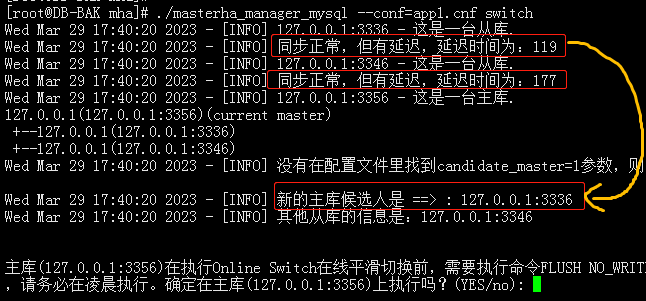 [root@DB-BAK mha]# ./masterha_manager_mysql --conf=app1.cnf switch
Wed Mar 29 17:40:20 2023 - [INFO] 127.0.0.1:3336 - 这是一台从库.
Wed Mar 29 17:40:20 2023 - [INFO] 同步正常，但有延迟，延迟时间为：119
Wed Mar 29 17:40:20 2023 - [INFO] 127.0.0.1:3346 - 这是一台从库.
Wed Mar 29 17:40:20 2023 - [INFO] 同步正常，但有延迟，延迟时间为：177
Wed Mar 29 17:40:20 2023 - [INFO] 127.0.0.1:3356 - 这是一台主库.
127.0.0.1(127.0.0.1:3356)(current master)
+--127.0.0.1(127.0.0.1:3336)
+--127.0.0.1(127.0.0.1:3346)
Wed Mar 29 17:40:20 2023 - [INFO] 没有在配置文件里找到candidate_master=1参数，则
Wed Mar 29 17:40:20 2023 - [INFO] 新的主库候选人是 ==> : 127.0.0.1:3336
Wed Mar 29 17:40:20 2023 - [INFO] 其他从库的信息是：127.0.0.1:3346
主库(127.0.0.1:3356)在执行Online Switch在线平滑切换前，需要执行命令FLUSH NO_WRIT
，请务必在凌晨执行。确定在主库(127.0.0.1:3356)上执行吗？(YES/no):